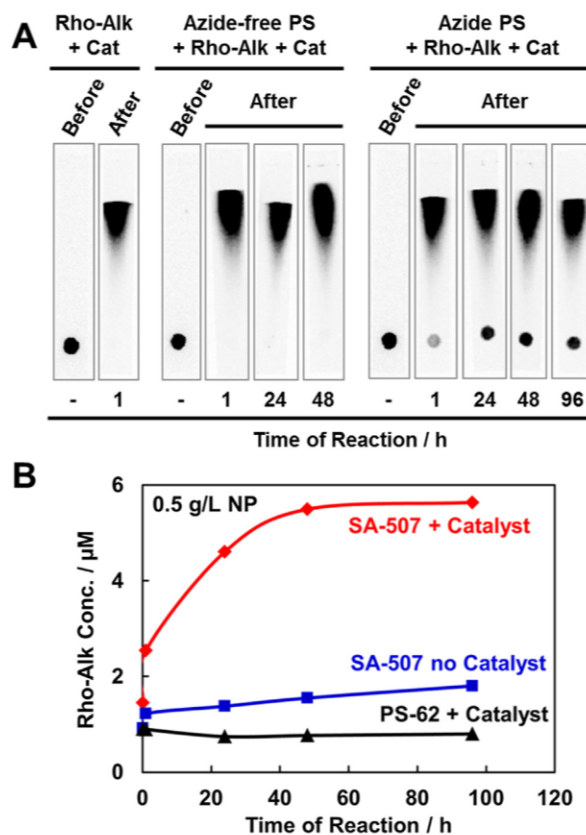 A
Rho-Alk
+ Cat
Azide-free PS
+ Rho-Alk + Cat
Azide PS
+ Rho-Alk + Cat
Before
After
Before
After
Before
After
- 1 - 1 24 48 - 1 24 48 96
Time of Reaction / h
B
0.5 g/L NP
SA-507 + Catalyst
SA-507 no Catalyst
PS-62 + Catalyst
Rho-Alk Conc. / µM
6
4
2
0
0 20 40 60 80 100 120
Time of Reaction / h